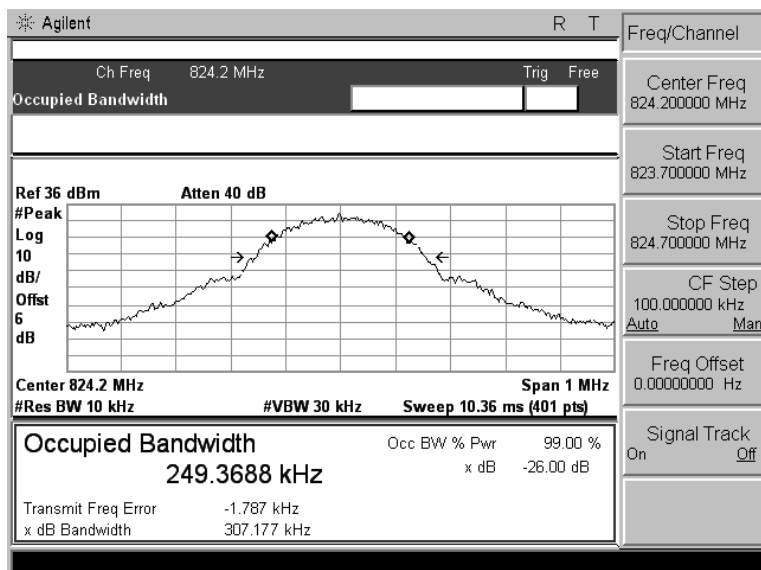 Agilent R T
Ch Freq 824.2 MHz Trig Free
Occupied Bandwidth
Ref 36 dBm Atten 40 dB
#Peak
Log
10
dB/
Offst
6
dB
Center 824.2 MHz Span 1 MHz
#Res BW 10 kHz #VBW 30 kHz Sweep 10.36 ms (401 pts)
Occupied Bandwidth Occ BW % Pwr 99.00 %
249.3688 kHz x dB -26.00 dB
Transmit Freq Error -1.787 kHz
x dB Bandwidth 307.177 kHz
Freq/Channel
Center Freq
824.200000 MHz
Start Freq
823.700000 MHz
Stop Freq
824.700000 MHz
CF Step
100.000000 kHz
Auto Man
Freq Offset
0.00000000 Hz
Signal Track
On Off